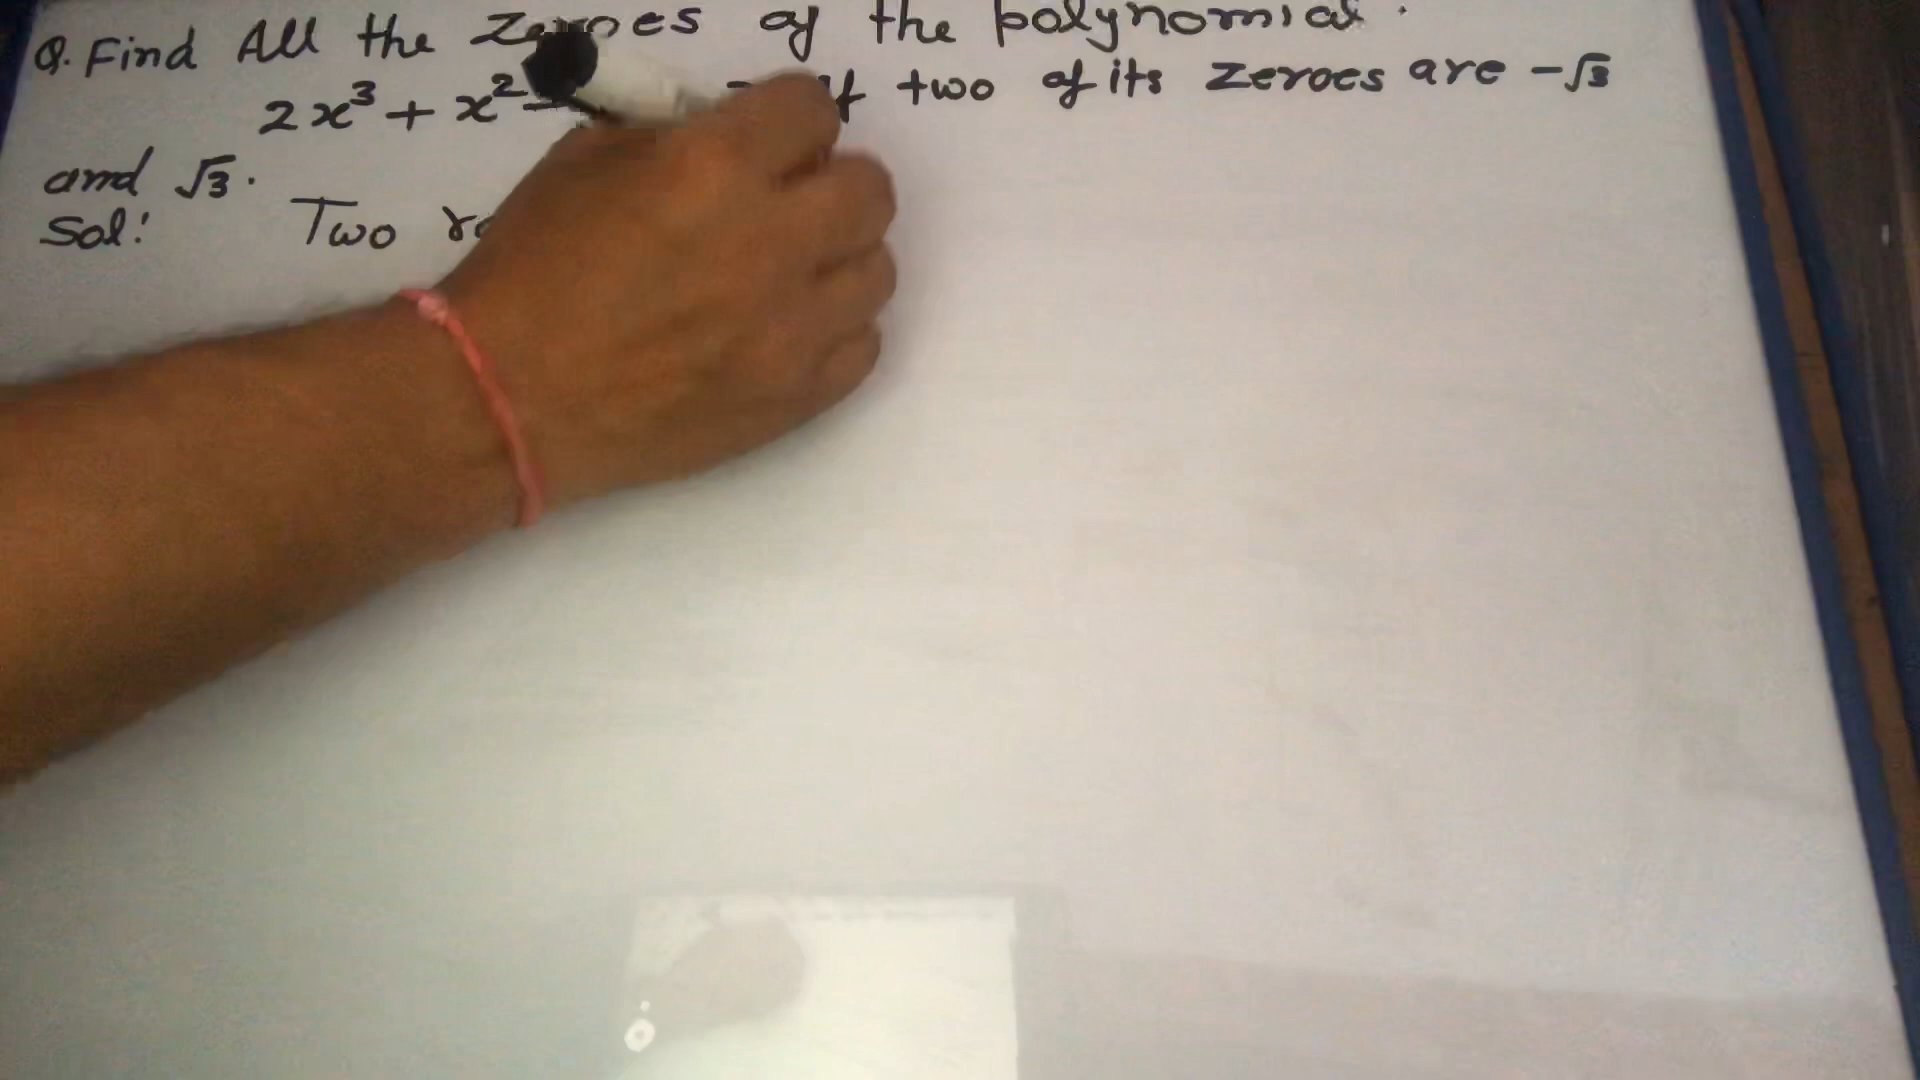 Q. Find All the Zeroes of the polynomial.
2x³ + x² - If two of its zeroes are -√3
and √3.
Sol: Two